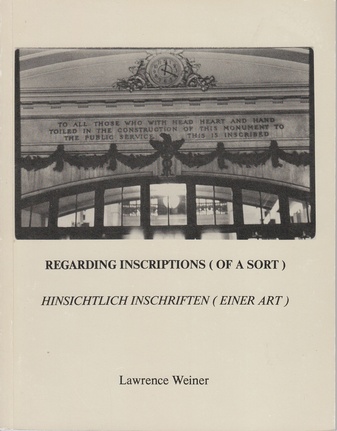 TO ALL THOSE WHO WITH HEAD HEART AND HAND
TOILED IN THE CONSTRUCTION OF THIS MONUMENT TO
THE PUBLIC SERVICE THIS IS INSCRIBED
REGARDING INSCRIPTIONS ( OF A SORT )
HINSICHTLICH INSCHRIFTEN ( EINER ART )
Lawrence Weiner